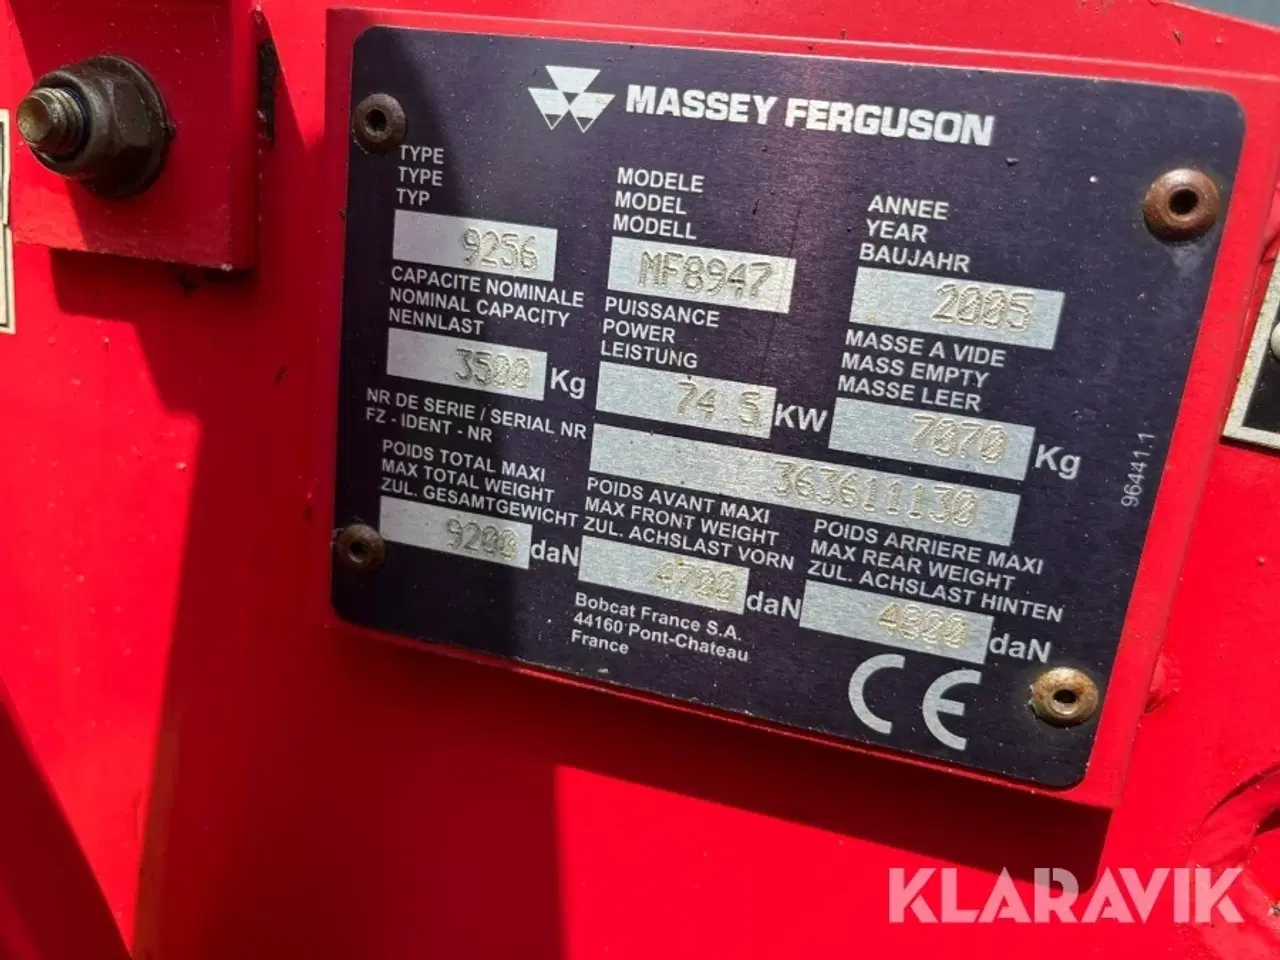 MASSEY FERGUSON
TYPE
TYPE
TYP
9256
MODELE
MODEL
MODELL
MF8947
ANNEE
YEAR
BAUJAHR
2005
CAPACITE NOMINALE
NOMINAL CAPACITY
NENNLAST
3500 Kg
PUISSANCE
POWER
LEISTUNG
74.5 KW
MASSE A VIDE
MASS EMPTY
MASSE LEER
7070 Kg
NR DE SERIE / SERIAL NR
FZ - IDENT - NR
363611130
POIDS TOTAL MAXI
MAX TOTAL WEIGHT
ZUL. GESAMTGEWICHT
9200 daN
POIDS AVANT MAXI
MAX FRONT WEIGHT
ZUL. ACHSLAST VORN
4700 daN
POIDS ARRIERE MAXI
MAX REAR WEIGHT
ZUL. ACHSLAST HINTEN
4800 daN
Bobcat France S.A.
44160 Pont-Chateau
France
CE
96441.1
KLARAVIK